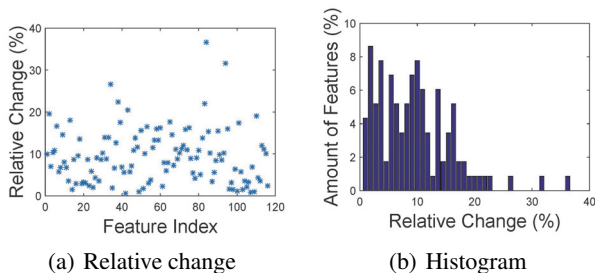 40
30
20
10
0
0 20 40 60 80 100 120
Relative Change (%)
Feature Index
(a) Relative change
10
8
6
4
2
0
0 10 20 30 40
Amount of Features (%)
Relative Change (%)
(b) Histogram